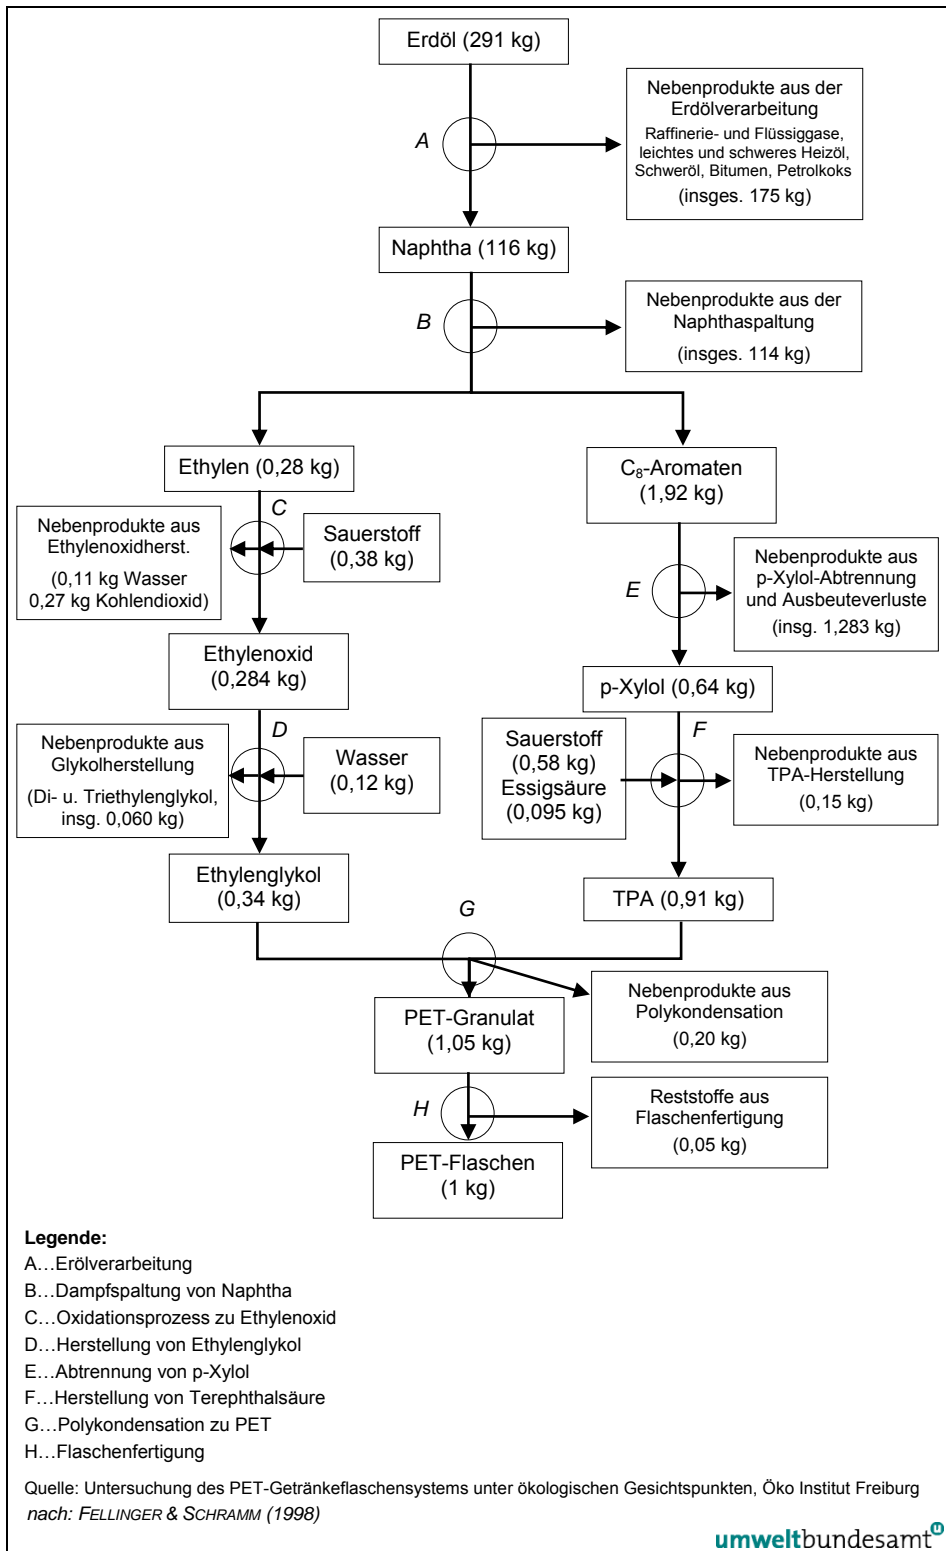 Erdöl (291 kg)
Nebenprodukte aus der
Erdölverarbeitung
Raffinerie- und Flüssiggase,
leichtes und schweres Heizöl,
Schweröl, Bitumen, Petrolkoks
(insges. 175 kg)
A
Naphtha (116 kg)
B
Nebenprodukte aus der
Naphthaspaltung
(insges. 114 kg)
Ethylen (0,28 kg)
C₈-Aromaten
(1,92 kg)
C
Nebenprodukte aus
Ethylenoxidherst.
(0,11 kg Wasser
0,27 kg Kohlendioxid)
Sauerstoff
(0,38 kg)
E
Nebenprodukte aus
p-Xylol-Abtrennung
und Ausbeuteverluste
(insg. 1,283 kg)
Ethylenoxid
(0,284 kg)
p-Xylol (0,64 kg)
D
Nebenprodukte aus
Glykolherstellung
(Di- u. Triethylenglykol,
insg. 0,060 kg)
Wasser
(0,12 kg)
Sauerstoff
(0,58 kg)
Essigsäure
(0,095 kg)
F
Nebenprodukte aus
TPA-Herstellung
(0,15 kg)
Ethylenglykol
(0,34 kg)
TPA (0,91 kg)
G
PET-Granulat
(1,05 kg)
Nebenprodukte aus
Polykondensation
(0,20 kg)
H
Reststoffe aus
Flaschenfertigung
(0,05 kg)
PET-Flaschen
(1 kg)
Legende:
A…Erölverarbeitung
B…Dampfspaltung von Naphtha
C…Oxidationsprozess zu Ethylenoxid
D…Herstellung von Ethylenglykol
E…Abtrennung von p-Xylol
F…Herstellung von Terephthalsäure
G…Polykondensation zu PET
H…Flaschenfertigung
Quelle: Untersuchung des PET-Getränkeflaschensystems unter ökologischen Gesichtspunkten, Öko Institut Freiburg
nach: FELLINGER & SCHRAMM (1998)
umweltbundesamt u